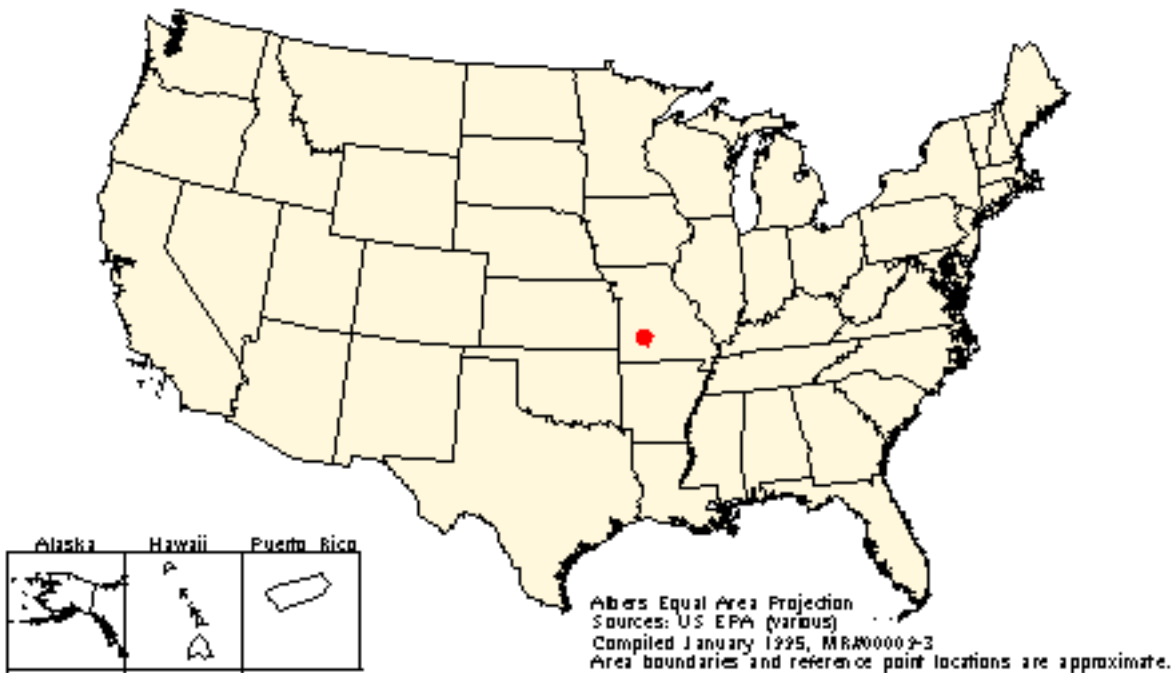 Alaska Hawaii Puerto Rico
Albers Equal Area Projection
Sources: US EPA (various)
Compiled January 1995, MR#00009-3
Area boundaries and reference point locations are approximate.